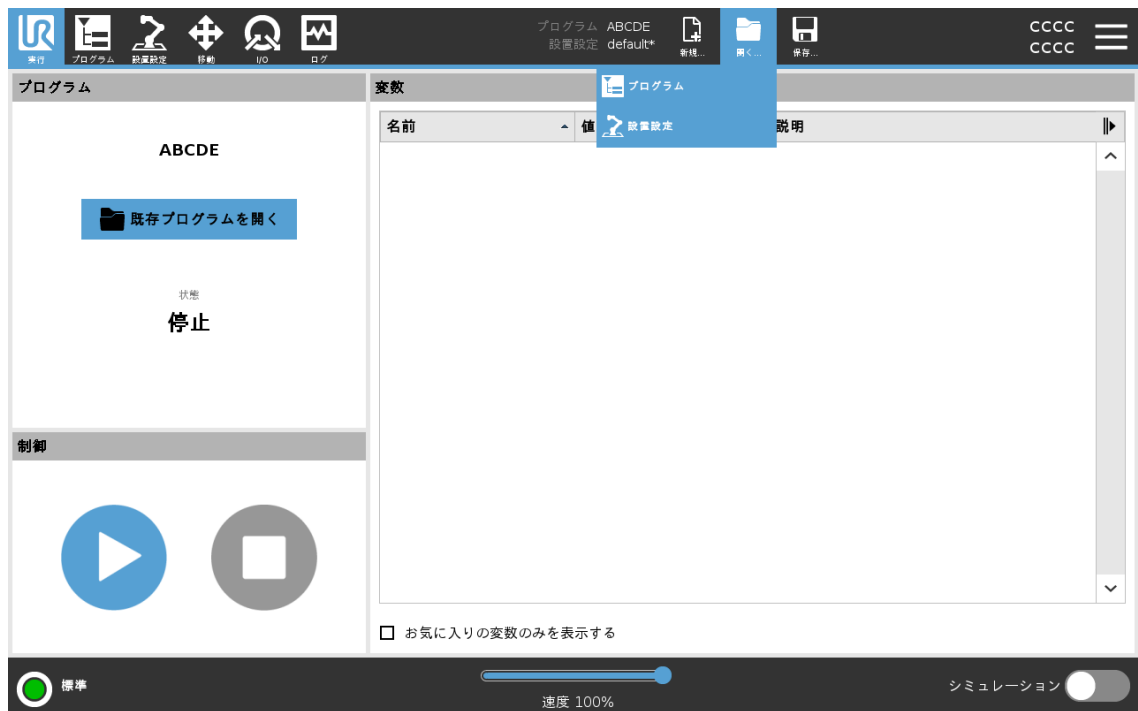 実行
プログラム
設置設定
移動
I/O
ログ
プログラム ABCDE
設置設定 default*
新規...
開く...
保存...
CCCC
CCCC
プログラム
設置設定
プログラム
ABCDE
既存プログラムを開く
状態
停止
制御
変数
名前
値
説明
お気に入りの変数のみを表示する
標準
速度 100%
シミュレーション